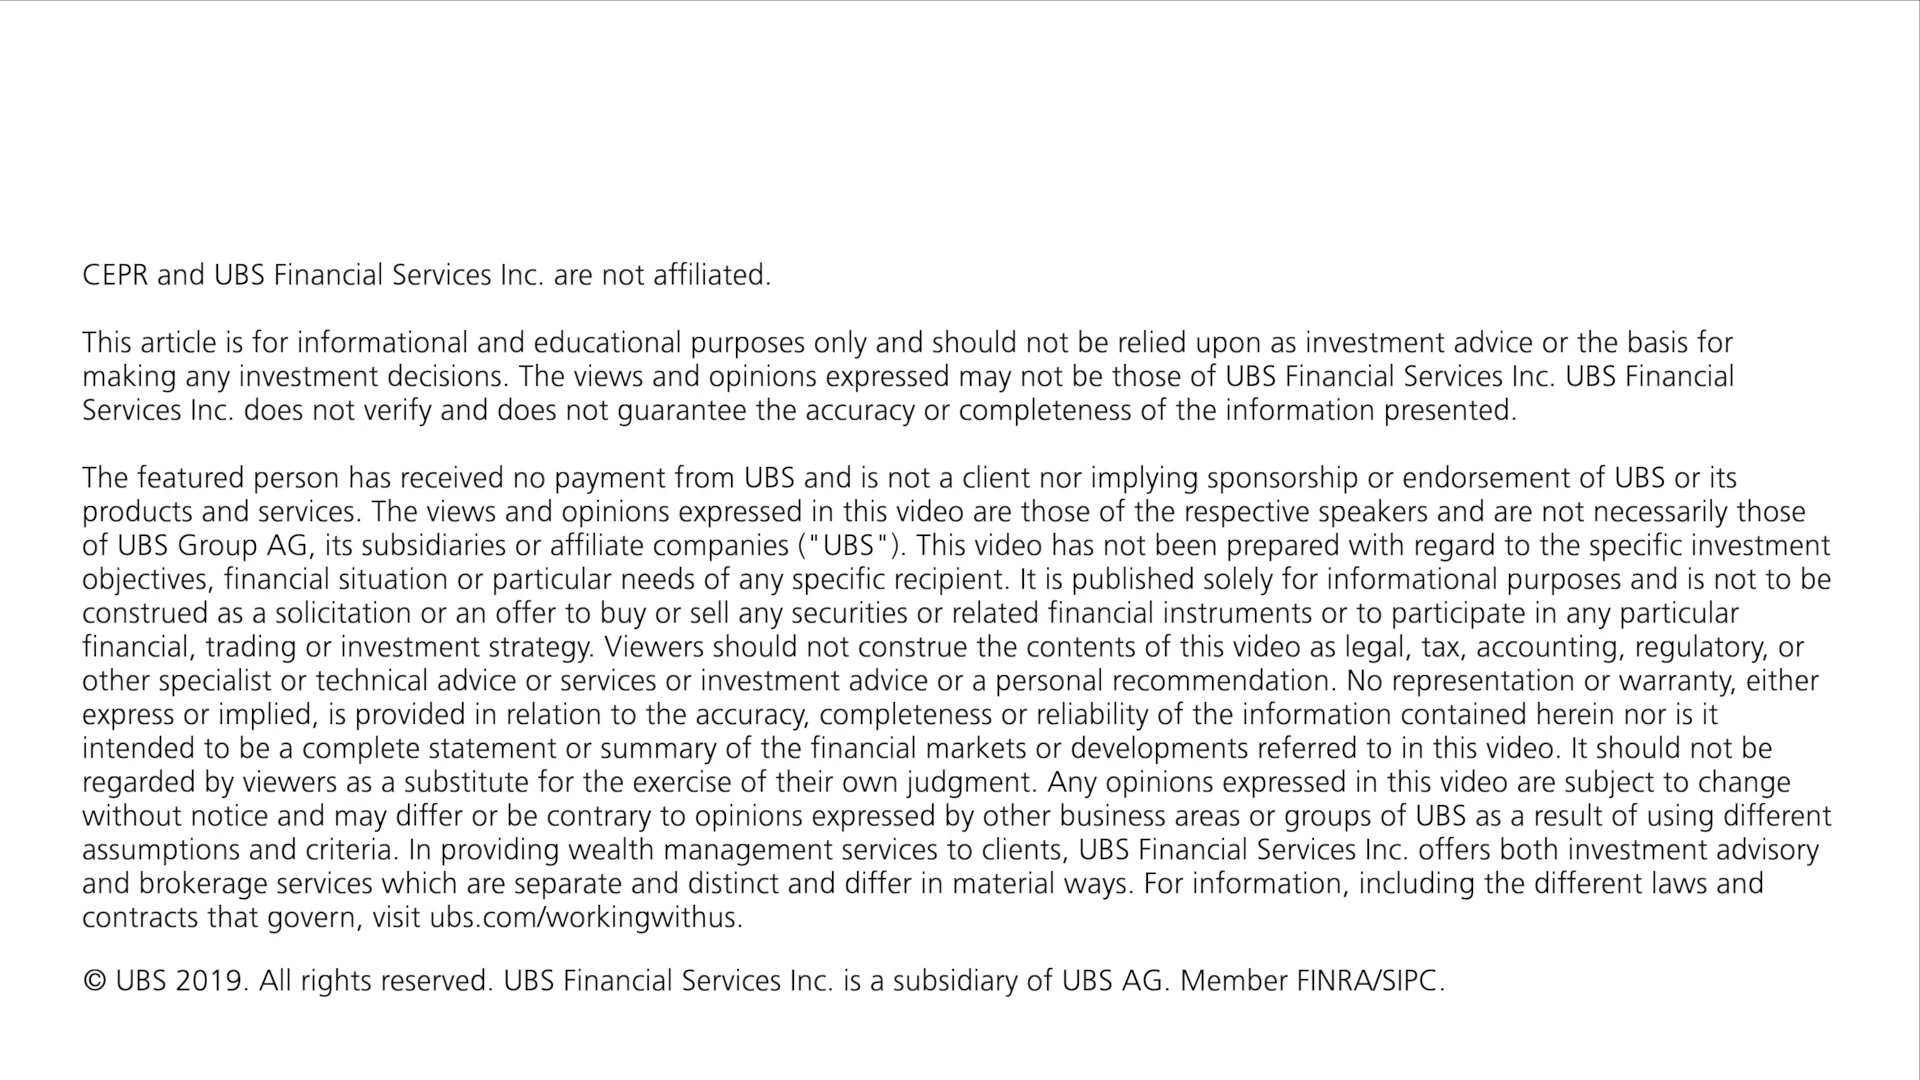 CEPR and UBS Financial Services Inc. are not affiliated.
This article is for informational and educational purposes only and should not be relied upon as investment advice or the basis for
making any investment decisions. The views and opinions expressed may not be those of UBS Financial Services Inc. UBS Financial
Services Inc. does not verify and does not guarantee the accuracy or completeness of the information presented.
The featured person has received no payment from UBS and is not a client nor implying sponsorship or endorsement of UBS or its
products and services. The views and opinions expressed in this video are those of the respective speakers and are not necessarily those
of UBS Group AG, its subsidiaries or affiliate companies ("UBS"). This video has not been prepared with regard to the specific investment
objectives, financial situation or particular needs of any specific recipient. It is published solely for informational purposes and is not to be
construed as a solicitation or an offer to buy or sell any securities or related financial instruments or to participate in any particular
financial, trading or investment strategy. Viewers should not construe the contents of this video as legal, tax, accounting, regulatory, or
other specialist or technical advice or services or investment advice or a personal recommendation. No representation or warranty, either
express or implied, is provided in relation to the accuracy, completeness or reliability of the information contained herein nor is it
intended to be a complete statement or summary of the financial markets or developments referred to in this video. It should not be
regarded by viewers as a substitute for the exercise of their own judgment. Any opinions expressed in this video are subject to change
without notice and may differ or be contrary to opinions expressed by other business areas or groups of UBS as a result of using different
assumptions and criteria. In providing wealth management services to clients, UBS Financial Services Inc. offers both investment advisory
and brokerage services which are separate and distinct and differ in material ways. For information, including the different laws and
contracts that govern, visit ubs.com/workingwithus.
© UBS 2019. All rights reserved. UBS Financial Services Inc. is a subsidiary of UBS AG. Member FINRA/SIPC.